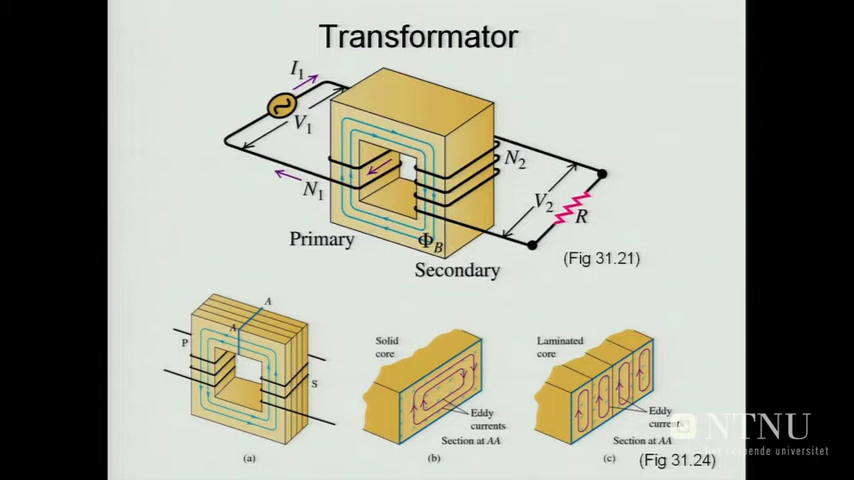 Transformator
I1
V1
N1
N2
V2
R
Primary
ΦB
Secondary
(Fig 31.21)
A
A
P
S
(a)
Solid
core
Eddy
currents
Section at AA
(b)
Laminated
core
Eddy
currents
Section at AA
(c)
(Fig 31.24)
NTNU
universitet